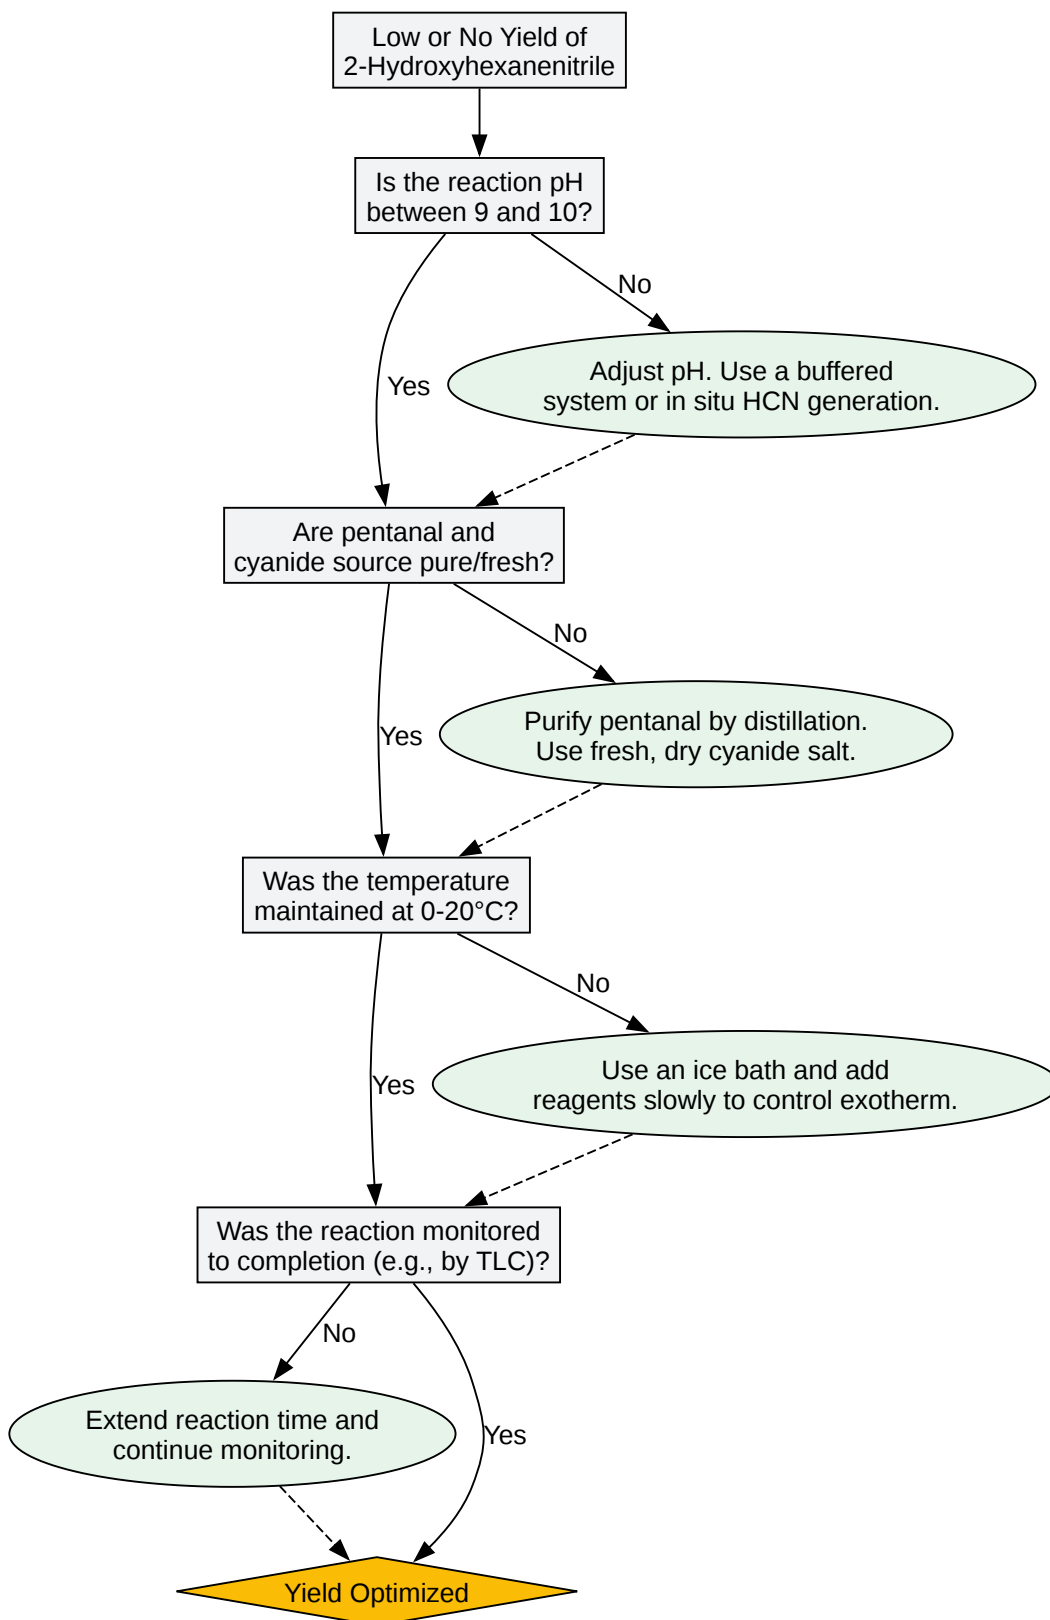 Low or No Yield of
2-Hydroxyhexanenitrile
Is the reaction pH
between 9 and 10?
No
Yes
Adjust pH. Use a buffered
system or in situ HCN generation.
Are pentanal and
cyanide source pure/fresh?
No
Yes
Purify pentanal by distillation.
Use fresh, dry cyanide salt.
Was the temperature
maintained at 0-20°C?
No
Yes
Use an ice bath and add
reagents slowly to control exotherm.
Was the reaction monitored
to completion (e.g., by TLC)?
No
Yes
Extend reaction time and
continue monitoring.
Yield Optimized